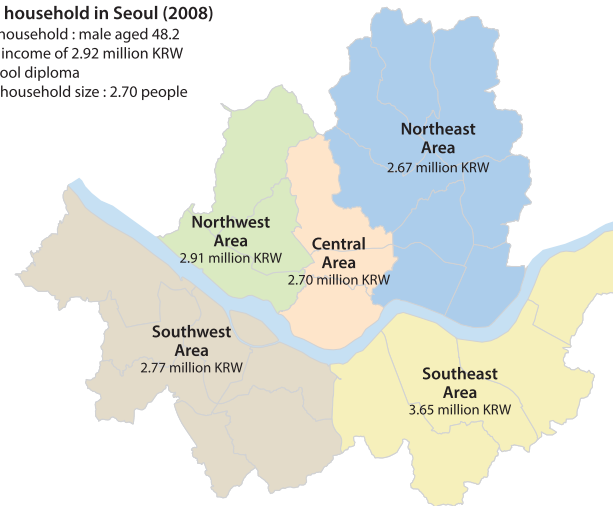 household in Seoul (2008)
household : male aged 48.2
income of 2.92 million KRW
ool diploma
household size : 2.70 people
Northeast
Area
2.67 million KRW
Northwest
Area
2.91 million KRW
Central
Area
2.70 million KRW
Southwest
Area
2.77 million KRW
Southeast
Area
3.65 million KRW